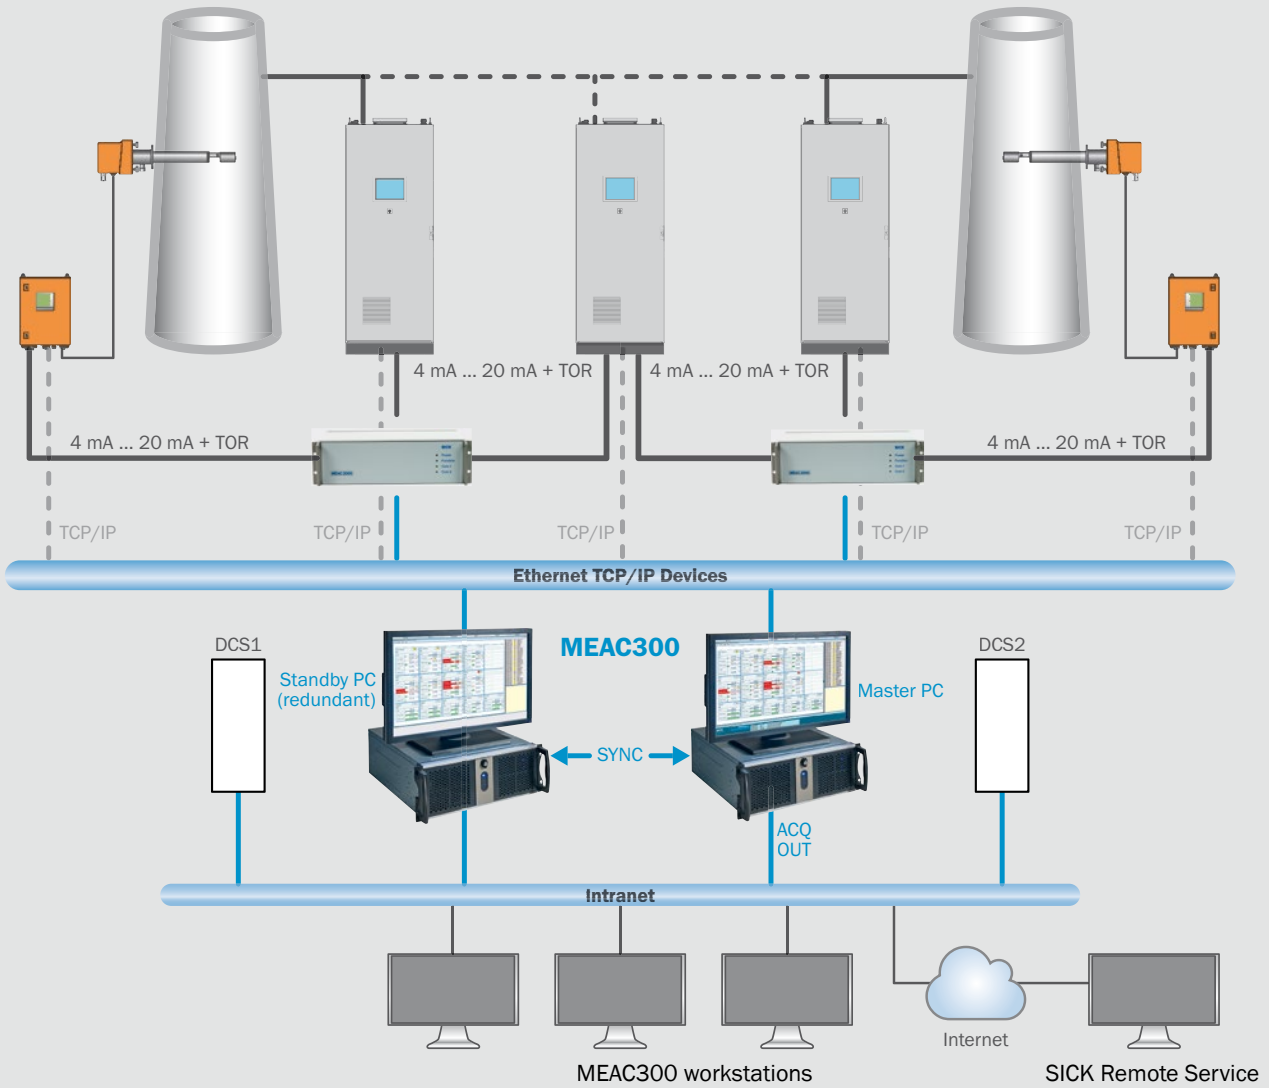 4 mA ... 20 mA + TOR
4 mA ... 20 mA + TOR
4 mA ... 20 mA + TOR
4 mA ... 20 mA + TOR
SICK
SICK
TCP/IP
TCP/IP
TCP/IP
TCP/IP
TCP/IP
Ethernet TCP/IP Devices
DCS1
MEAC300
DCS2
Standby PC
(redundant)
Master PC
SYNC
ACQ
OUT
Intranet
Internet
MEAC300 workstations
SICK Remote Service